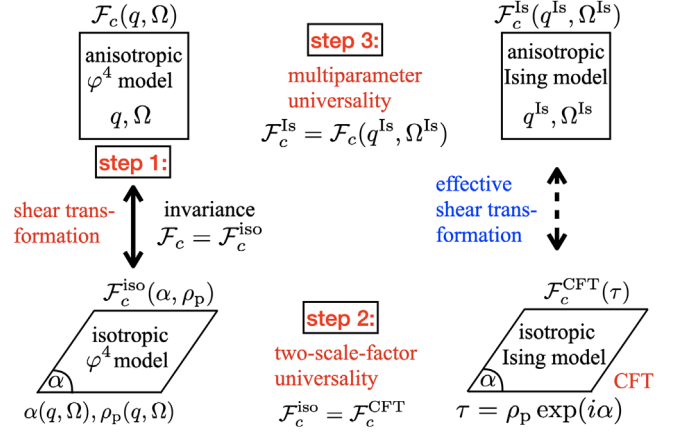 𝓕_c(q, Ω)
anisotropic
φ⁴ model
q, Ω
step 1:
shear trans-
formation
invariance
𝓕_c = 𝓕_c^iso
𝓕_c^iso(α, ρ_p)
isotropic
φ⁴ model
α
α(q, Ω), ρ_p(q, Ω)
step 3:
multiparameter
universality
𝓕_c^Is = 𝓕_c(q^Is, Ω^Is)
step 2:
two-scale-factor
universality
𝓕_c^iso = 𝓕_c^CFT
𝓕_c^Is(q^Is, Ω^Is)
anisotropic
Ising model
q^Is, Ω^Is
effective
shear trans-
formation
𝓕_c^CFT(τ)
isotropic
Ising model
α
CFT
τ = ρ_p exp(iα)